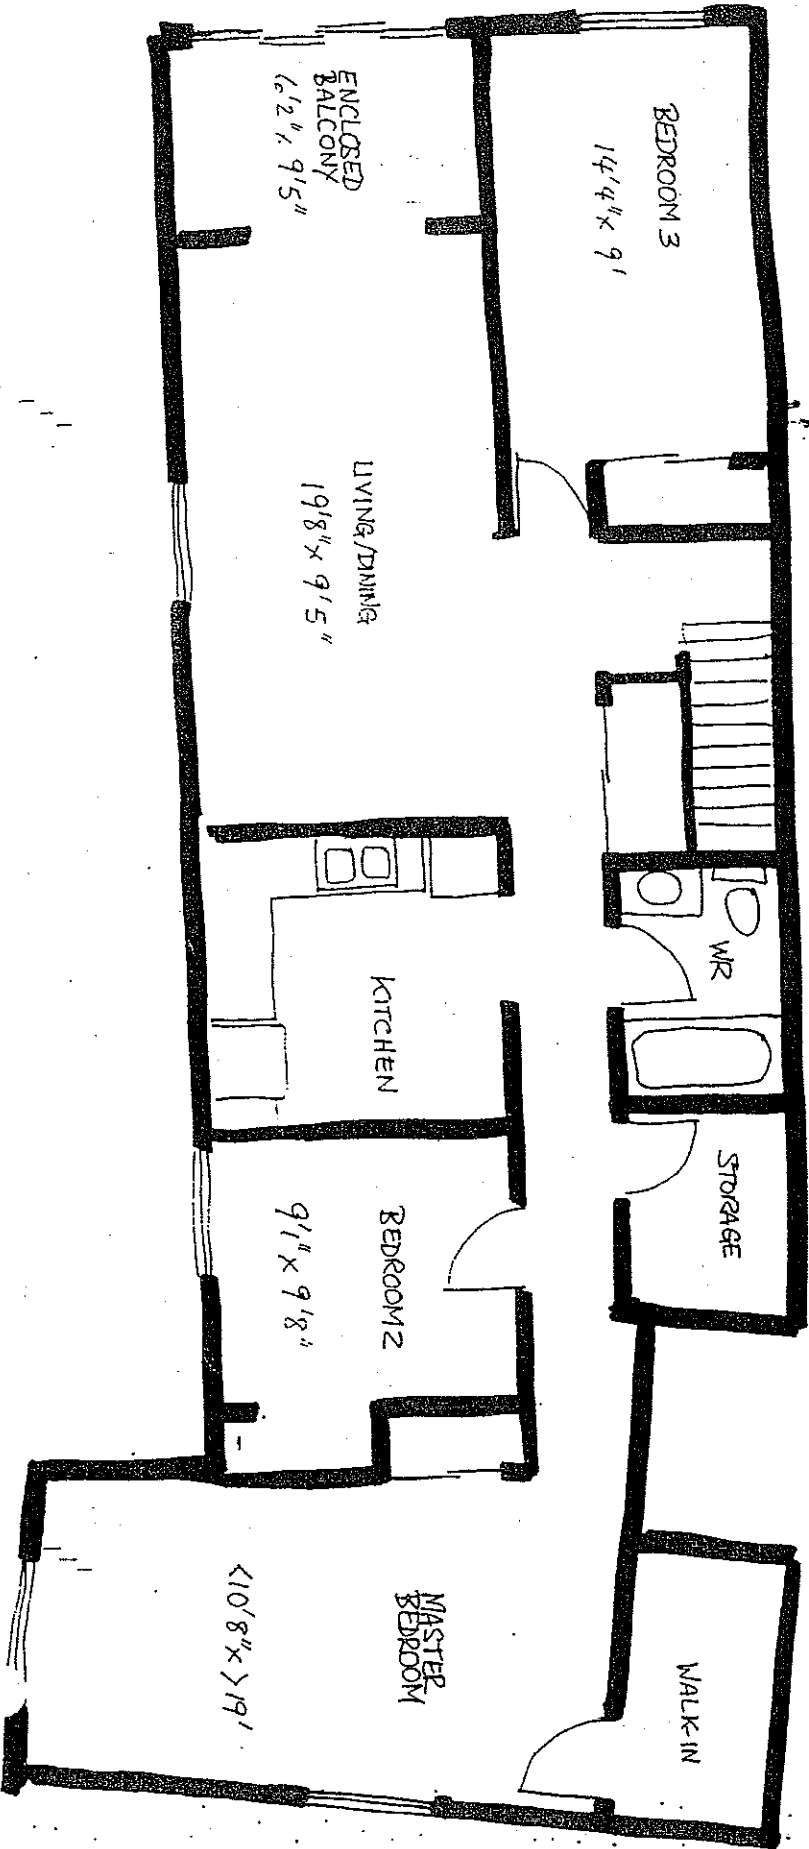 BEDROOM 3
14'4" x 9'
ENCLOSED
BALCONY
6'2" x 9'5"
LIVING/DINING
19'8" x 9'5"
KITCHEN
WR
STORAGE
BEDROOM 2
9'1" x 9'8"
MASTER
BEDROOM
<10'8" x >19'
WALK-IN